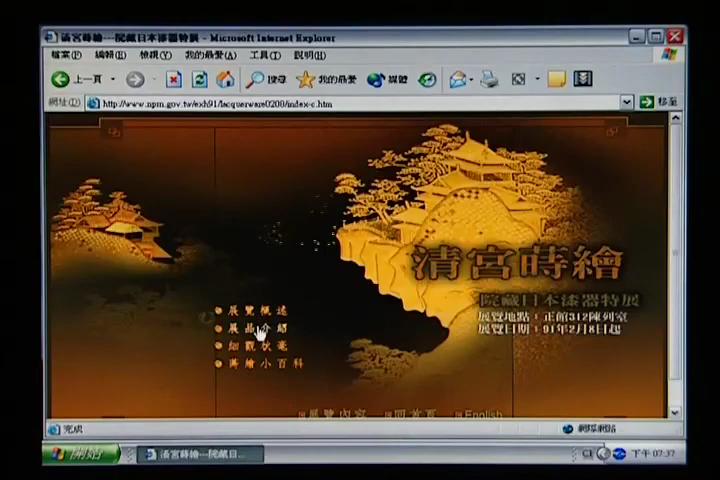 清宮蒔繪---院藏日本漆器特展 - Microsoft Internet Explorer
檔案(F) 編輯(E) 檢視(V) 我的最愛(A) 工具(T) 說明(H)
上一頁 搜尋 我的最愛 媒體
網址(D) http://www.npm.gov.tw/exh91/lacquerware0208/index-c.htm 移至
清宮蒔繪
院藏日本漆器特展
展覽地點：正館312陳列室
展覽日期：91年2月8日起
展覽概述
展品介紹
細觀秋毫
蒔繪小百科
展覽內容 回首頁 English
完成 網際網路
開始 清宮蒔繪---院藏日... 下午 07:37